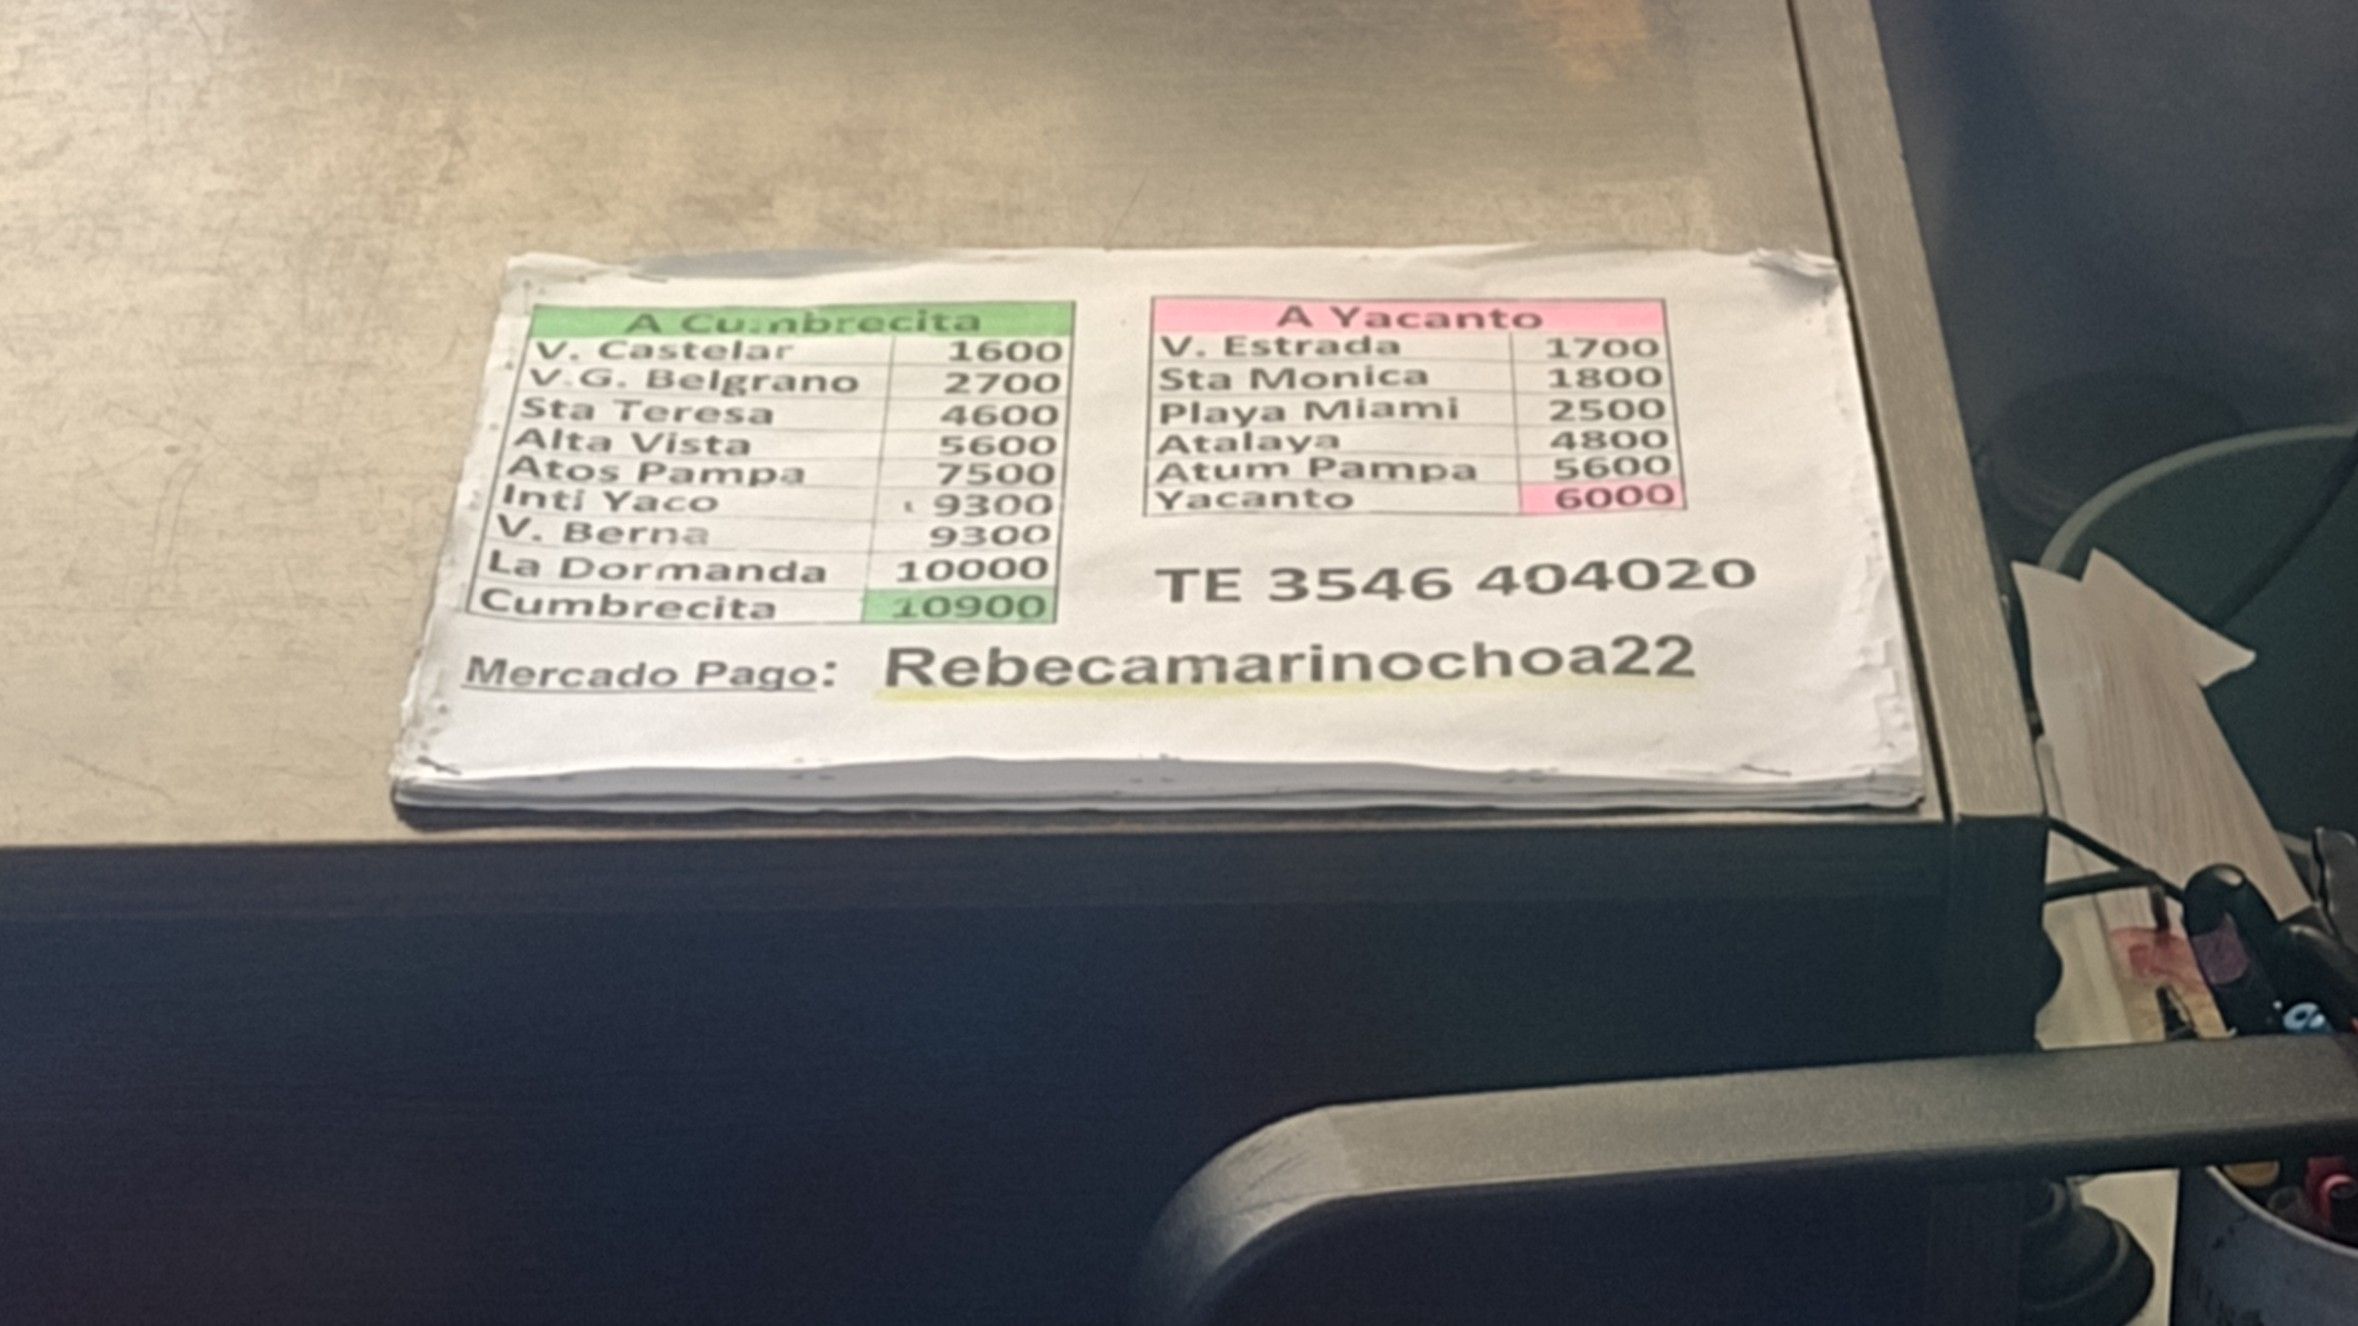 A Cumbrecita
V. Castelar 1600
V.G. Belgrano 2700
Sta Teresa 4600
Alta Vista 5600
Atos Pampa 7500
Inti Yaco 9300
V. Berna 9300
La Dormanda 10000
Cumbrecita 10900
A Yacanto
V. Estrada 1700
Sta Monica 1800
Playa Miami 2500
Atalaya 4800
Atum Pampa 5600
Yacanto 6000
TE 3546 404020
Mercado Pago: Rebecamarinochoa22